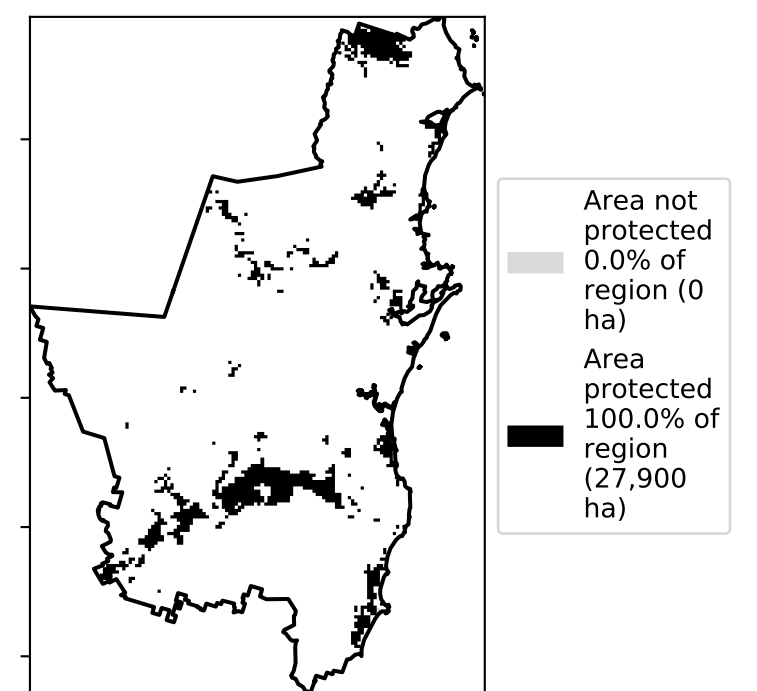 Area not
protected
0.0% of
region (0
ha)
Area
protected
100.0% of
region
(27,900
ha)